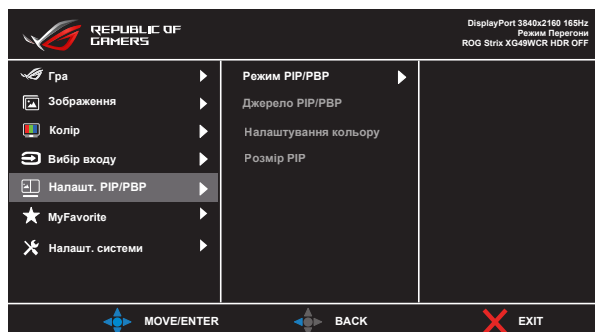 REPUBLIC OF
GAMERS
DisplayPort 3840x2160 165Hz
Режим Перегони
ROG Strix XG49WCR HDR OFF
Гра
Зображення
Колір
Вибір входу
Налашт. PIP/PBP
MyFavorite
Налашт. системи
Режим PIP/PBP
Джерело PIP/PBP
Налаштування кольору
Розмір PIP
MOVE/ENTER
BACK
EXIT